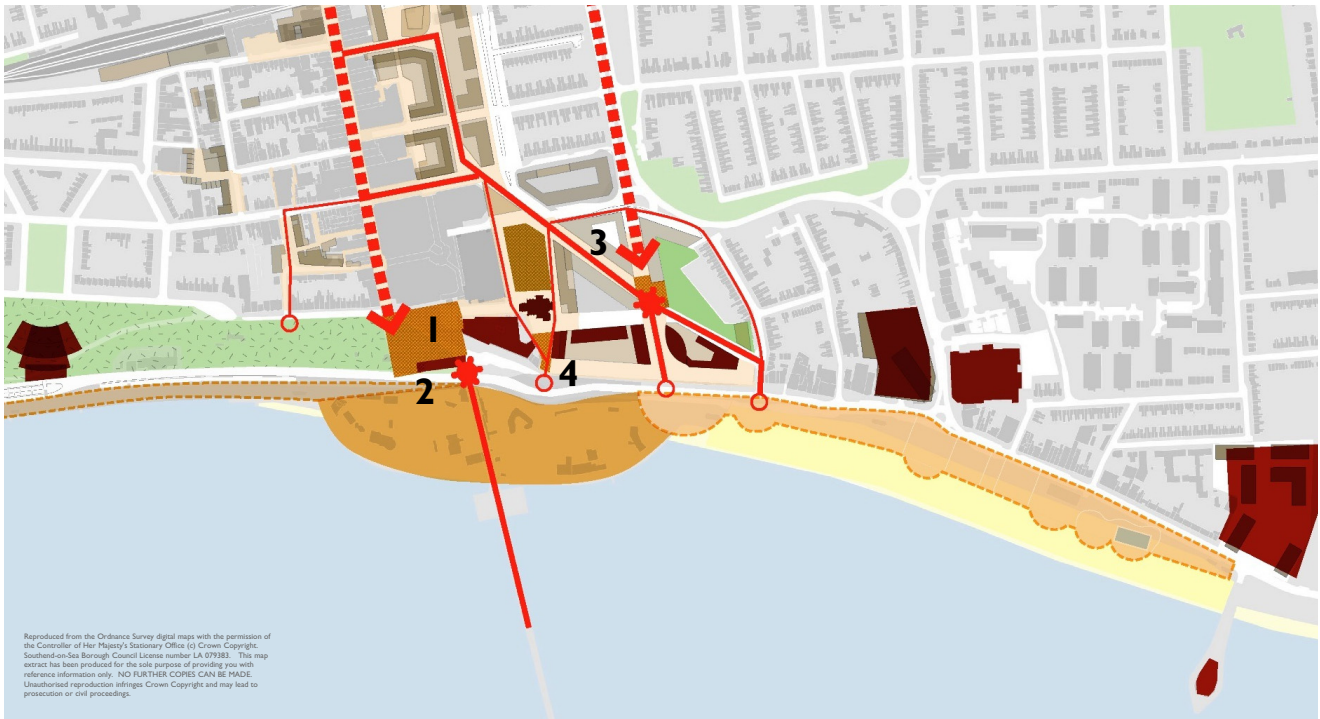 3
1
4
2
Reproduced from the Ordnance Survey digital maps with the permission of
the Controller of Her Majesty's Stationary Office (c) Crown Copyright.
Southend-on-Sea Borough Council License number LA 079383. This map
extract has been produced for the sole purpose of providing you with
reference information only. NO FURTHER COPIES CAN BE MADE.
Unauthorised reproduction infringes Crown Copyright and may lead to
prosecution or civil proceedings.